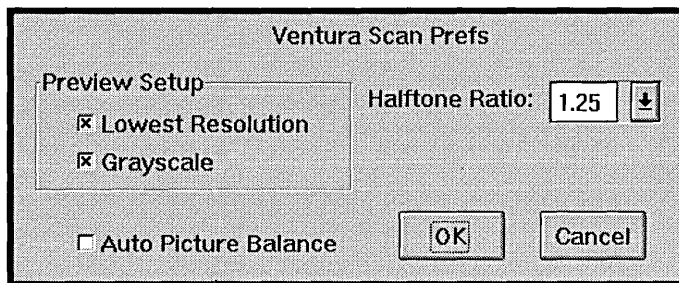 Ventura Scan Prefs
Preview Setup
Lowest Resolution
Grayscale
Halftone Ratio: 1.25
Auto Picture Balance
OK
Cancel